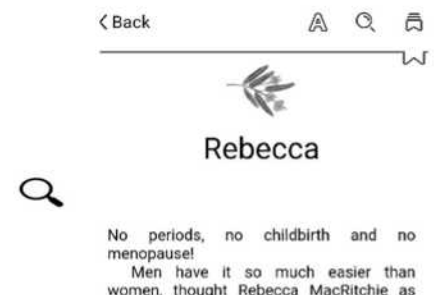 Back
Rebecca
No periods, no childbirth and no
menopause!
Men have it so much easier than
women, thought Rebecca MacRitchie as